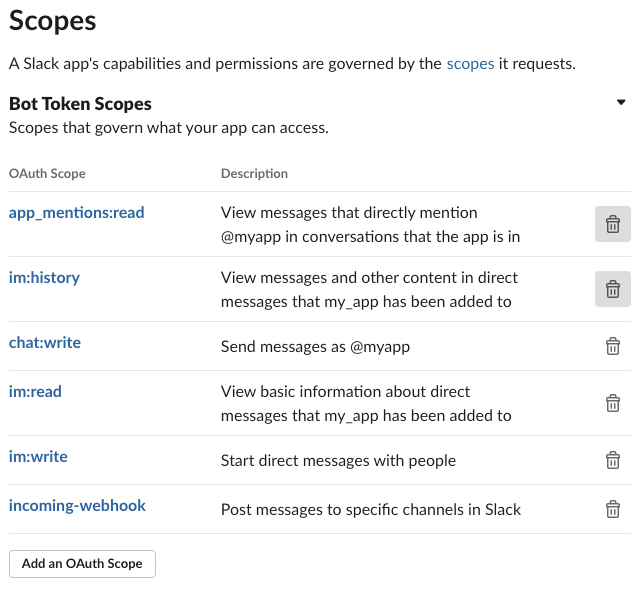 Scopes
A Slack app's capabilities and permissions are governed by the scopes it requests.
Bot Token Scopes
Scopes that govern what your app can access.
OAuth Scope Description
app_mentions:read View messages that directly mention
@myapp in conversations that the app is in
im:history View messages and other content in direct
messages that my_app has been added to
chat:write Send messages as @myapp
im:read View basic information about direct
messages that my_app has been added to
im:write Start direct messages with people
incoming-webhook Post messages to specific channels in Slack
Add an OAuth Scope